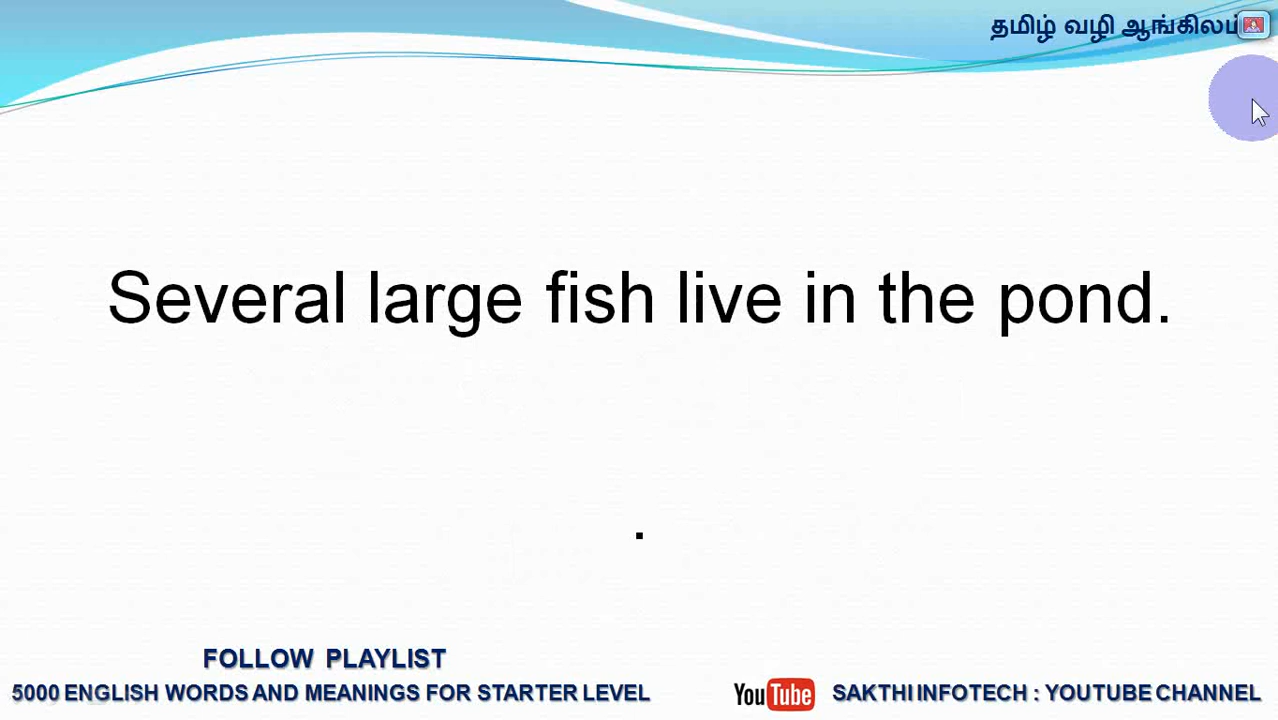 தமிழ் வழி ஆங்கிலம்
Several large fish live in the pond.
.
FOLLOW PLAYLIST
5000 ENGLISH WORDS AND MEANINGS FOR STARTER LEVEL
YouTube SAKTHI INFOTECH : YOUTUBE CHANNEL